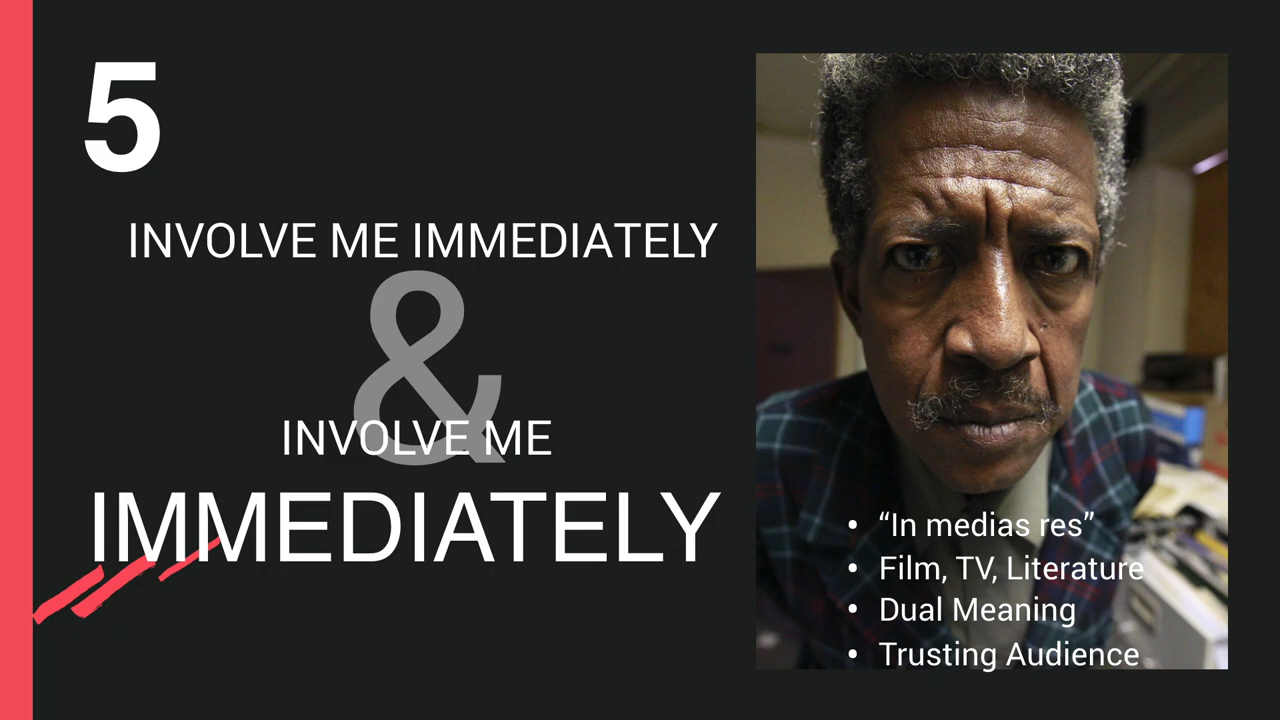 5
INVOLVE ME IMMEDIATELY
&
INVOLVE ME
IMMEDIATELY
• “In medias res”
• Film, TV, Literature
• Dual Meaning
• Trusting Audience